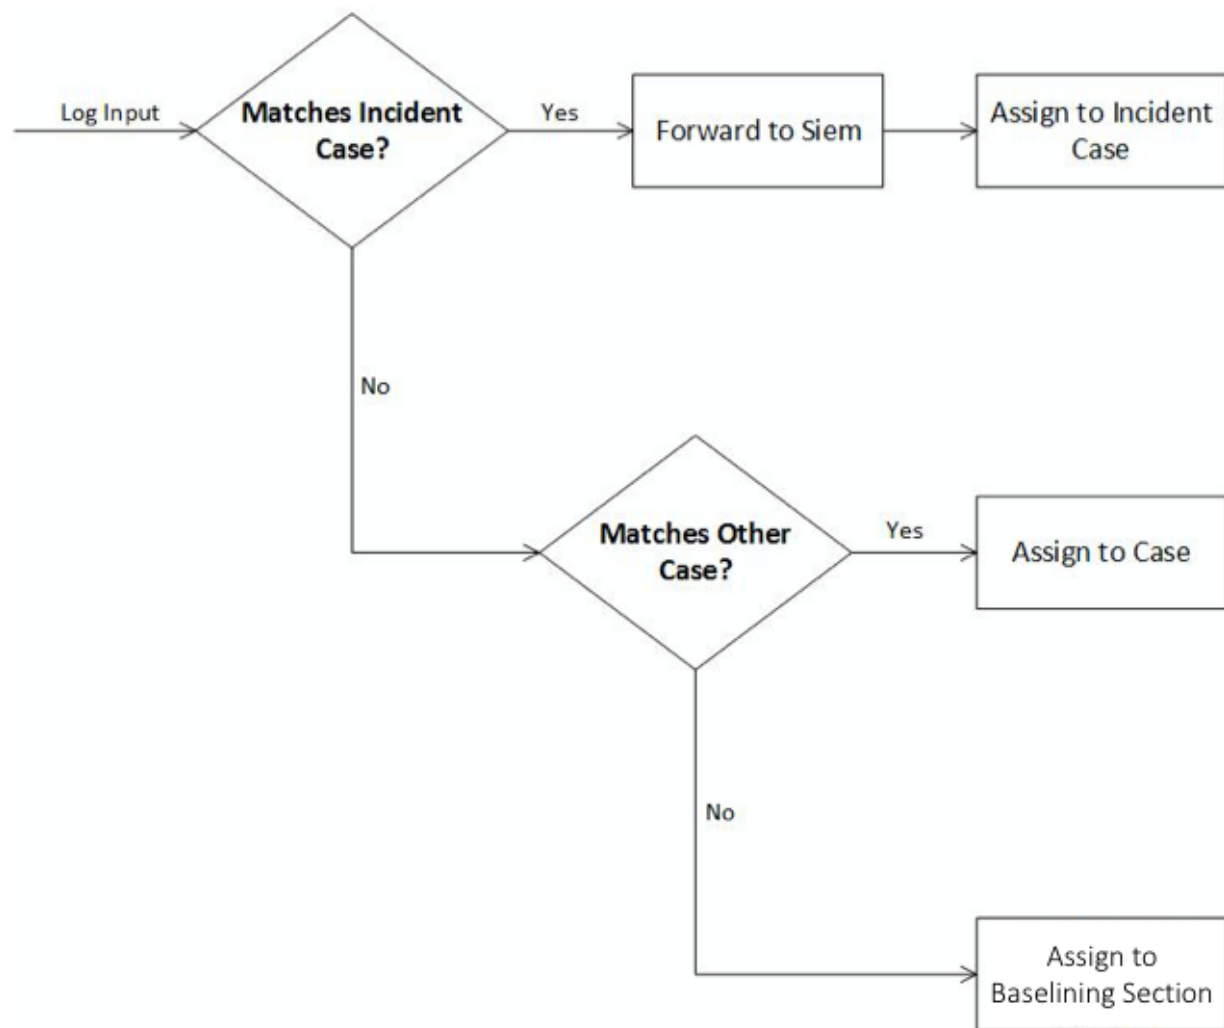 Log Input
Matches Incident
Case?
Yes
Forward to Siem
Assign to Incident
Case
No
Matches Other
Case?
Yes
Assign to Case
No
Assign to
Baselining Section